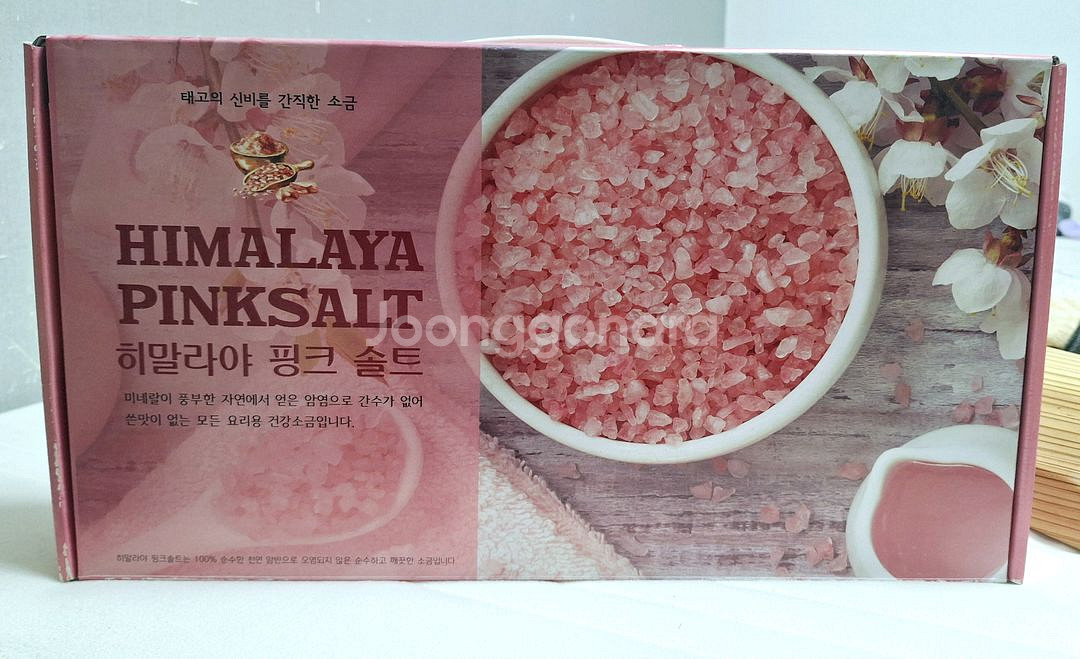 태고의 신비를 간직한 소금
HIMALAYA
PINKSALT
히말라야 핑크 솔트
미네랄이 풍부한 자연에서 얻은 암염으로 간수가 없어
쓴맛이 없는 모든 요리용 건강소금입니다.
히말라야 핑크솔트는 100% 순수한 천연 암반으로 오염되지 않은 순수하고 깨끗한 소금입니다
Joonggonara